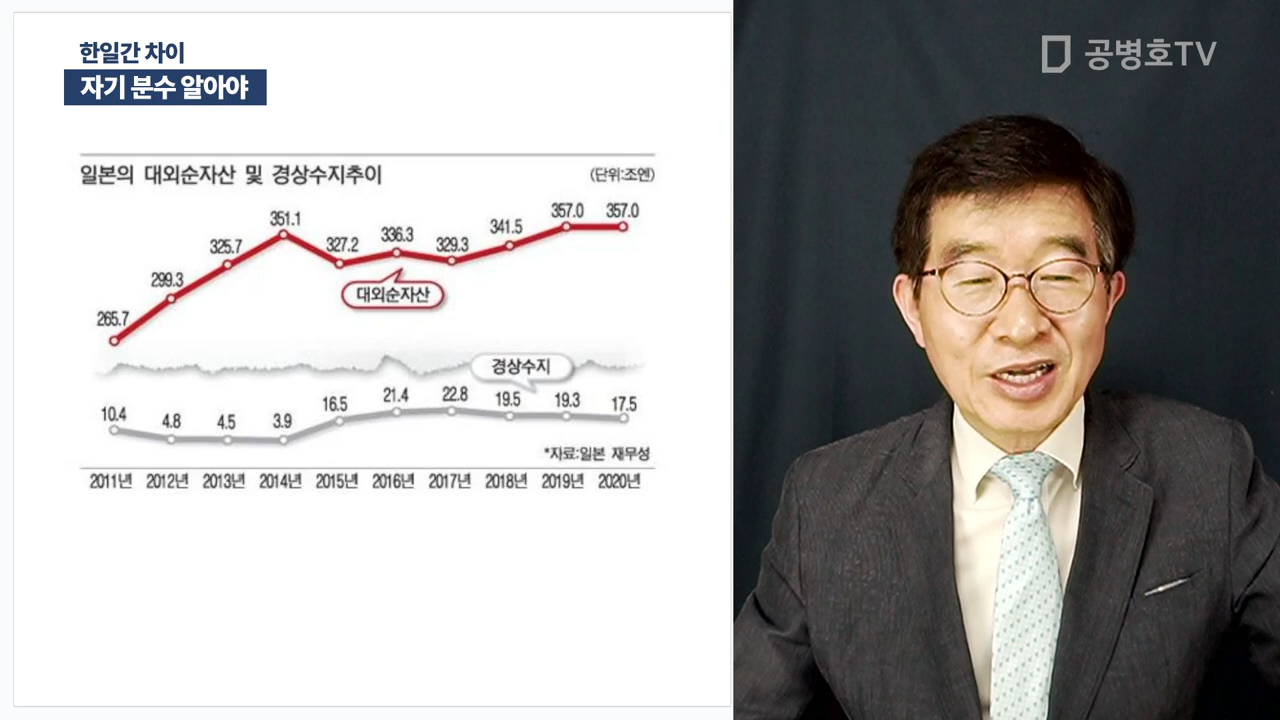 한일간 차이
자기 분수 알아야
공병호TV
일본의 대외순자산 및 경상수지추이
(단위:조엔)
265.7 299.3 325.7 351.1 327.2 336.3 329.3 341.5 357.0 357.0
대외순자산
경상수지
10.4 4.8 4.5 3.9 16.5 21.4 22.8 19.5 19.3 17.5
*자료:일본 재무성
2011년 2012년 2013년 2014년 2015년 2016년 2017년 2018년 2019년 2020년